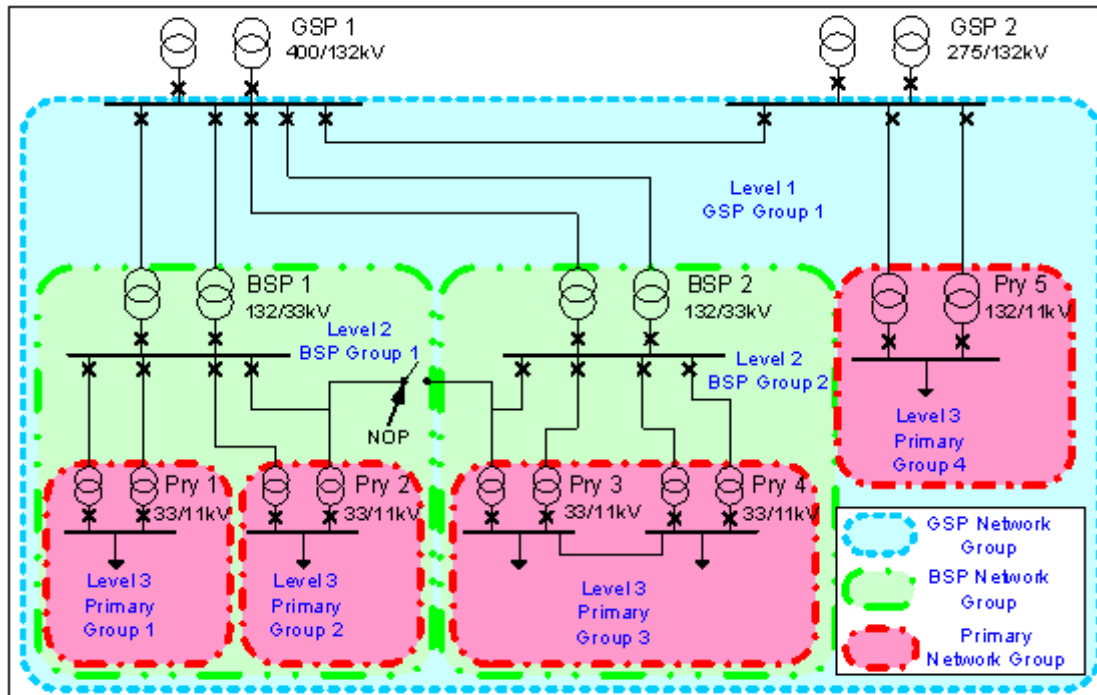 GSP 1
400/132kV
GSP 2
275/132kV
Level 1
GSP Group 1
BSP 1
132/33kV
Level 2
BSP Group 1
BSP 2
132/33kV
Level 2
BSP Group 2
Pry 5
132/11kV
Level 3
Primary
Group 4
NOP
Pry 1
33/11kV
Level 3
Primary
Group 1
Pry 2
33/11kV
Level 3
Primary
Group 2
Pry 3
33/11kV
Pry 4
33/11kV
Level 3
Primary
Group 3
GSP Network
Group
BSP Network
Group
Primary
Network Group